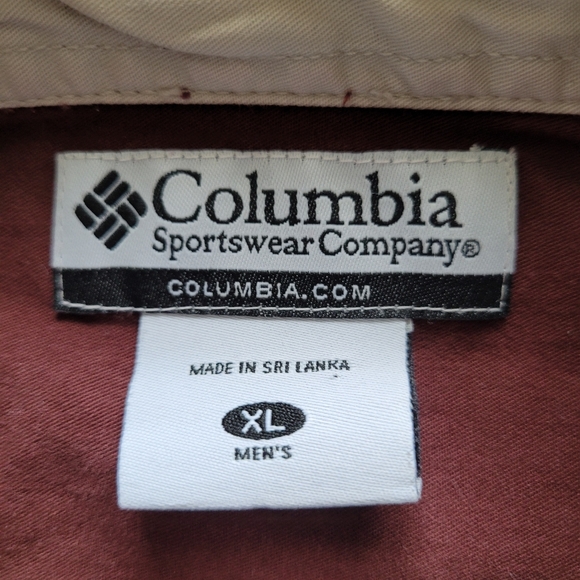 Columbia
Sportswear Company®
COLUMBIA.COM
MADE IN SRI LANKA
XL
MEN'S